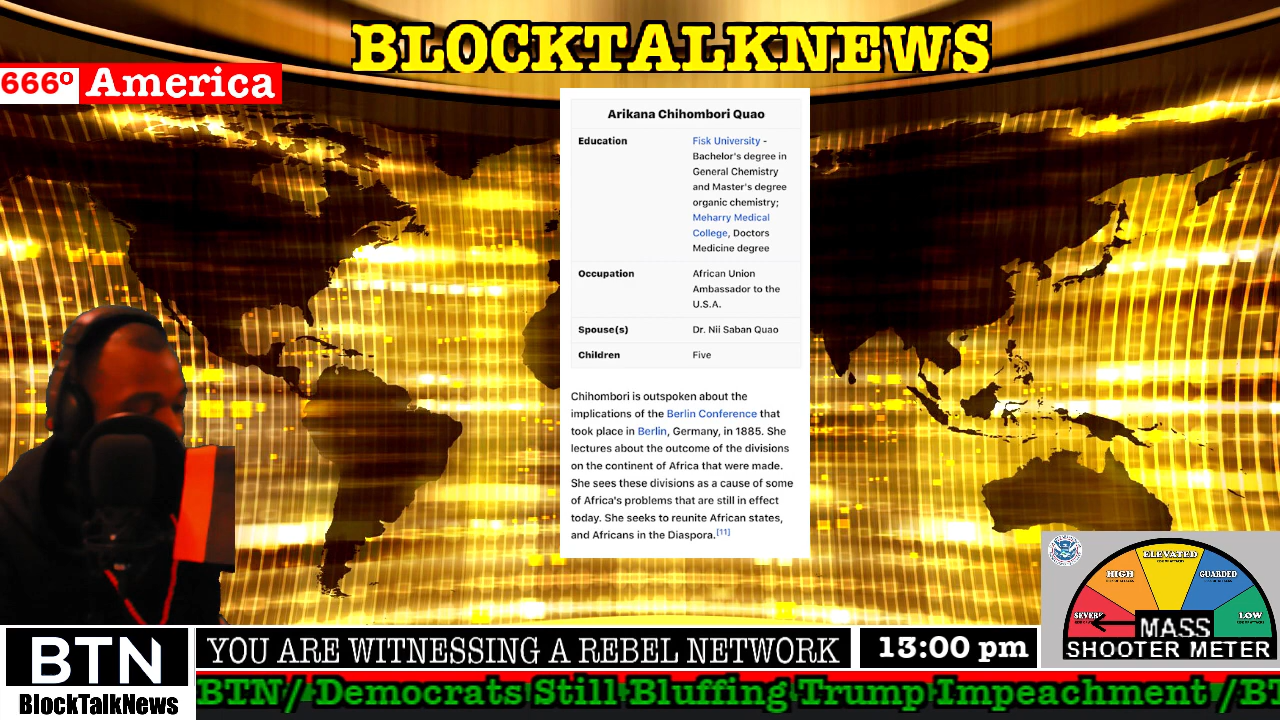 BLOCKTALKNEWS
666º America
Arikana Chihombori Quao
Education
Fisk University -
Bachelor's degree in
General Chemistry
and Master's degree
organic chemistry;
Meharry Medical
College, Doctors
Medicine degree
Occupation
African Union
Ambassador to the
U.S.A.
Spouse(s)
Dr. Nii Saban Quao
Children
Five
Chihombori is outspoken about the
implications of the Berlin Conference that
took place in Berlin, Germany, in 1885. She
lectures about the outcome of the divisions
on the continent of Africa that were made.
She sees these divisions as a cause of some
of Africa's problems that are still in effect
today. She seeks to reunite African states,
and Africans in the Diaspora.[11]
SEVERE
HIGH
ELEVATED
GUARDED
LOW
MASS
SHOOTER METER
BTN
BlockTalkNews
YOU ARE WITNESSING A REBEL NETWORK
13:00 pm
BTN/ Democrats Still Bluffing Trump Impeachment /BT